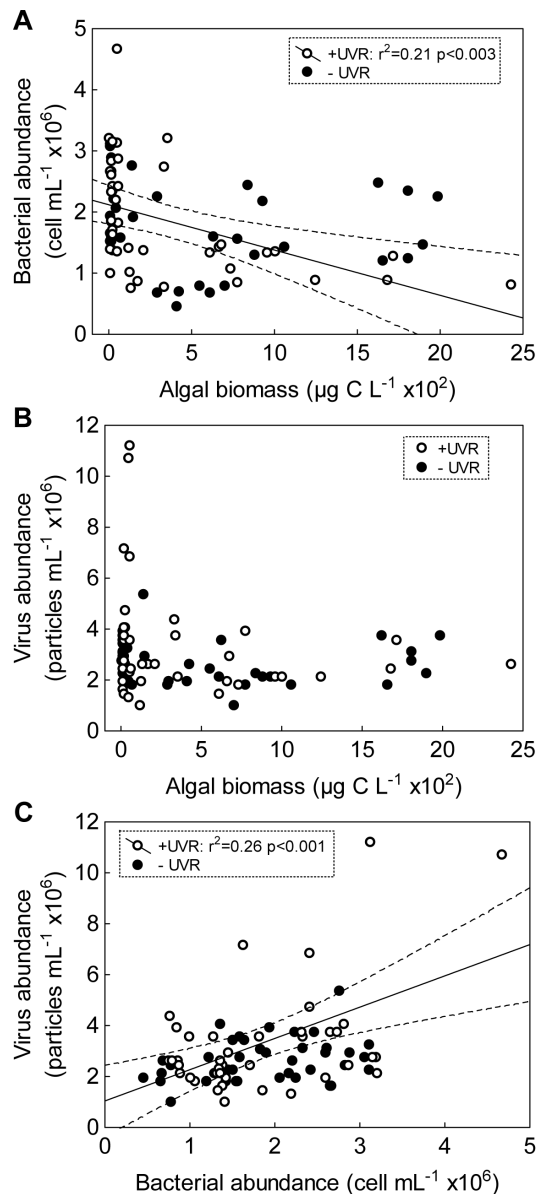 A
5
4
3
2
1
0
+UVR: r²=0.21 p<0.003
- UVR
Bacterial abundance
(cell mL⁻¹ x10⁶)
0 5 10 15 20 25
Algal biomass (µg C L⁻¹ x10²)
B
12
10
8
6
4
2
0
+UVR
- UVR
Virus abundance
(particles mL⁻¹ x10⁶)
0 5 10 15 20 25
Algal biomass (µg C L⁻¹ x10²)
C
12
10
8
6
4
2
0
+UVR: r²=0.26 p<0.001
- UVR
Virus abundance
(particles mL⁻¹ x10⁶)
0 1 2 3 4 5
Bacterial abundance (cell mL⁻¹ x10⁶)